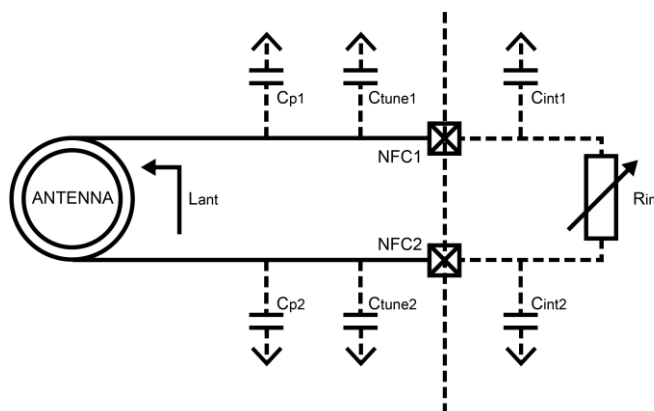 Cp1
Ctune1
Cint1
NFC1
ANTENNA
Lant
Rin
NFC2
Cp2
Ctune2
Cint2